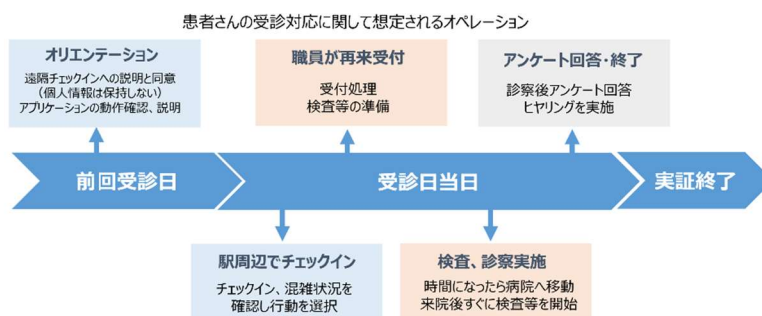 患者さんの受診対応に関して想定されるオペレーション
オリエンテーション
遠隔チェックインへの説明と同意
（個人情報は保持しない）
アプリケーションの動作確認、説明
職員が再来受付
受付処理
検査等の準備
アンケート回答・終了
診察後アンケート回答
ヒヤリングを実施
前回受診日
受診日当日
実証終了
駅周辺でチェックイン
チェックイン、混雑状況を
確認し行動を選択
検査、診察実施
時間になったら病院へ移動
来院後すぐに検査等を開始